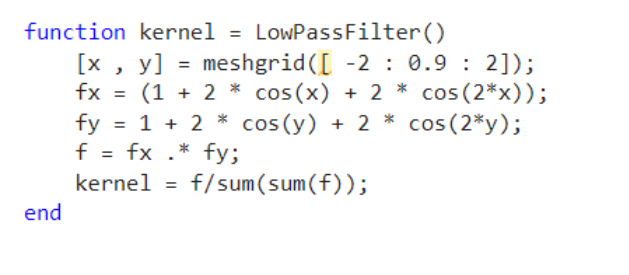 function kernel = LowPassFilter()
    [x , y] = meshgrid([ -2 : 0.9 : 2]);
    fx = (1 + 2 * cos(x) + 2 * cos(2*x));
    fy = 1 + 2 * cos(y) + 2 * cos(2*y);
    f = fx .* fy;
    kernel = f/sum(sum(f));
end